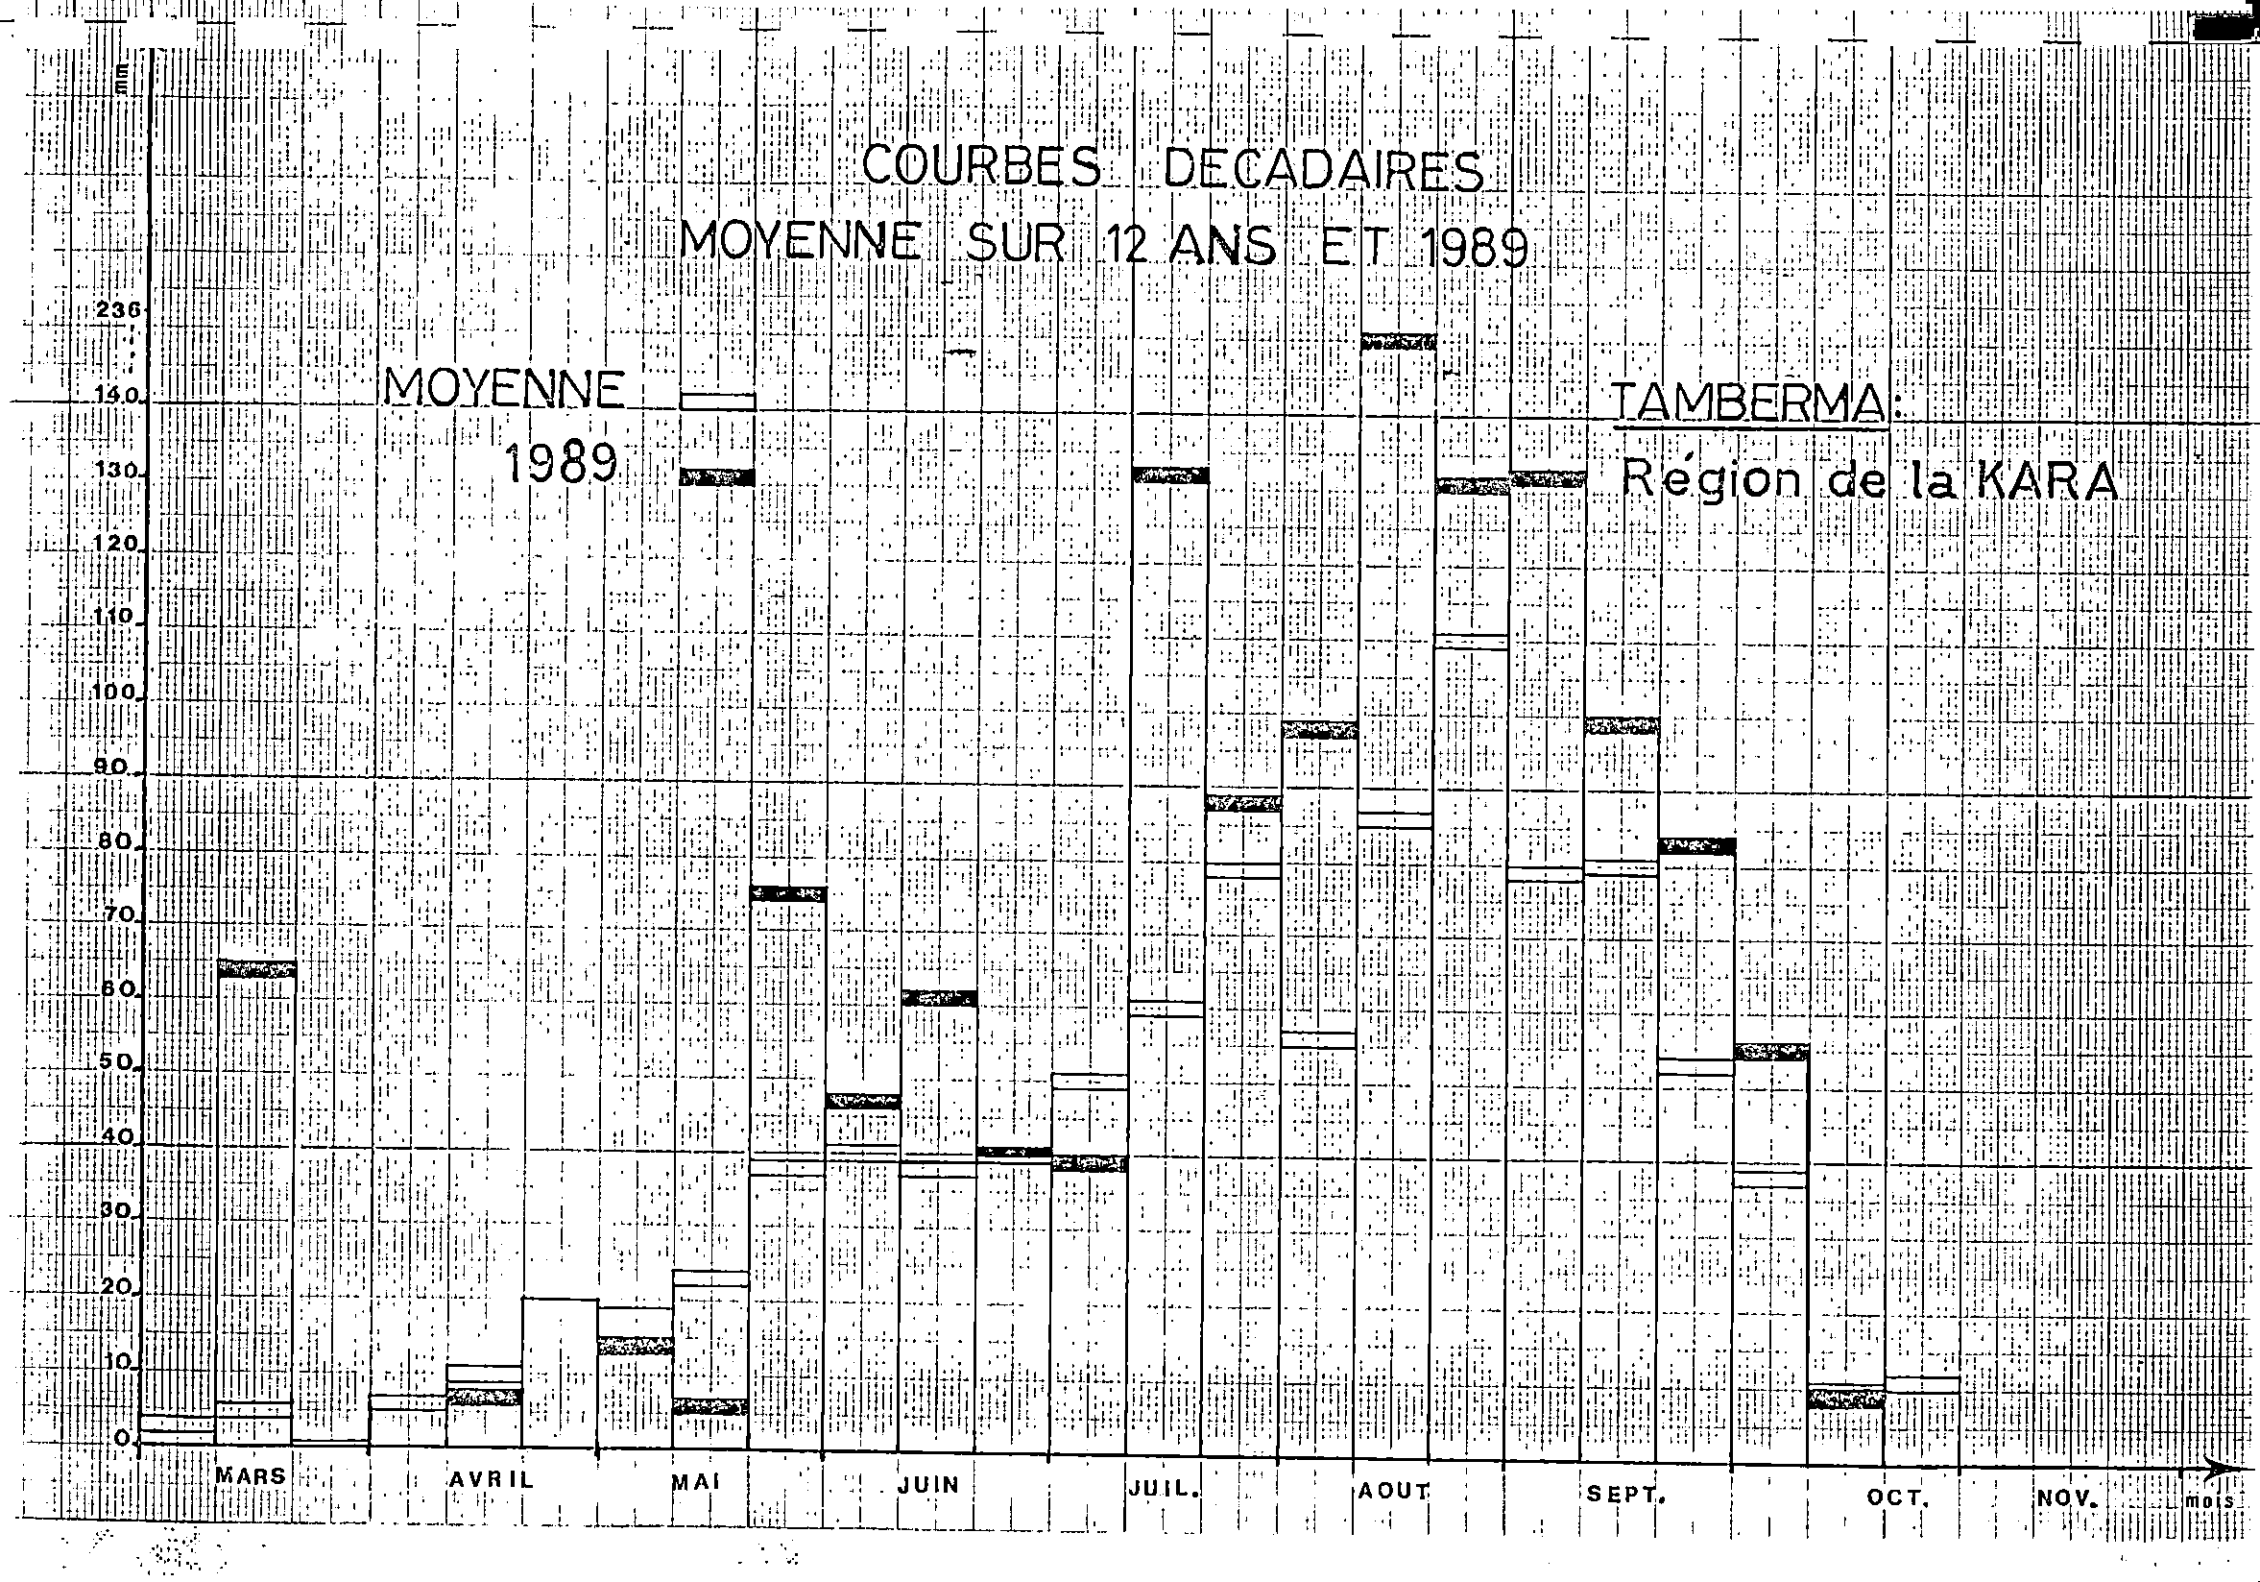 mm
COURBES DECADAIRES
MOYENNE SUR 12 ANS ET 1989
236
MOYENNE
1989
TAMBERMA:
Région de la KARA
140
130
120
110
100
90
80
70
60
50
40
30
20
10
0
MARS AVRIL MAI JUIN JUIL. AOUT SEPT. OCT. NOV. mois